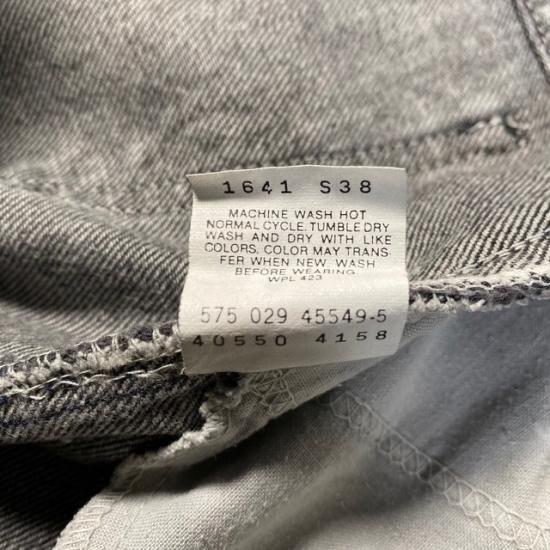 1641 S38
MACHINE WASH HOT
NORMAL CYCLE. TUMBLE DRY
WASH AND DRY WITH LIKE
COLORS. COLOR MAY TRANS-
FER WHEN NEW. WASH
BEFORE WEARING
WPL 423
575 029 45549-5
40550 4158